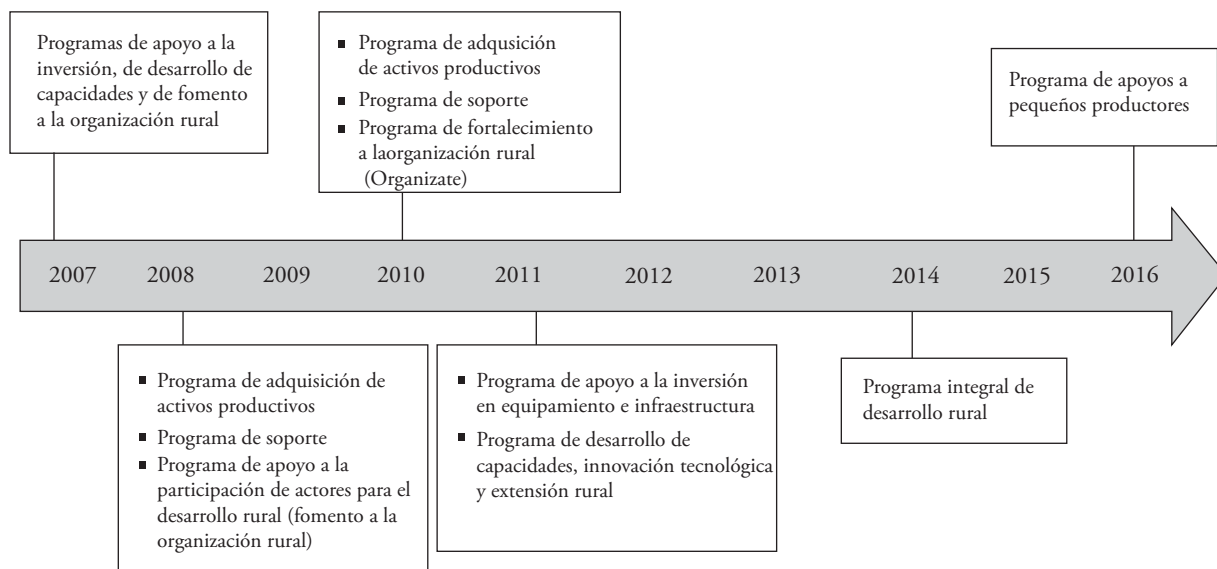 Programas de apoyo a la
inversión, de desarrollo de
capacidades y de fomento
a la organización rural
▪ Programa de adqusición
de activos productivos
▪ Programa de soporte
▪ Programa de fortalecimiento
a laorganización rural
(Organizate)
Programa de apoyos a
pequeños productores
2007 2008 2009 2010 2011 2012 2013 2014 2015 2016
▪ Programa de adquisición de
activos productivos
▪ Programa de soporte
▪ Programa de apoyo a la
participación de actores para el
desarrollo rural (fomento a la
organización rural)
▪ Programa de apoyo a la inversión
en equipamiento e infraestructura
▪ Programa de desarrollo de
capacidades, innovación tecnológica
y extensión rural
Programa integral de
desarrollo rural